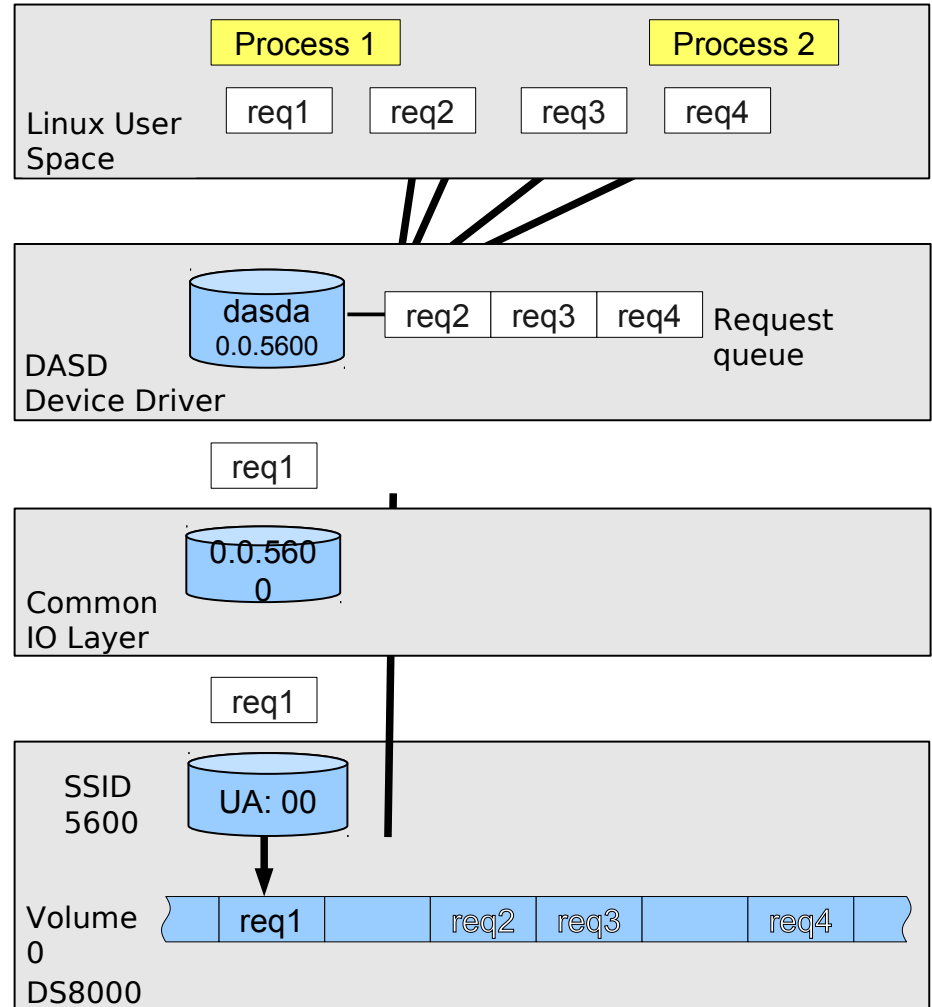 Process 1
Process 2
req1
req2
req3
req4
Linux User
Space
dasda
0.0.5600
req2
req3
req4
Request
queue
DASD
Device Driver
req1
0.0.560
0
Common
IO Layer
req1
SSID
5600
UA: 00
Volume
0
req1
req2
req3
req4
DS8000